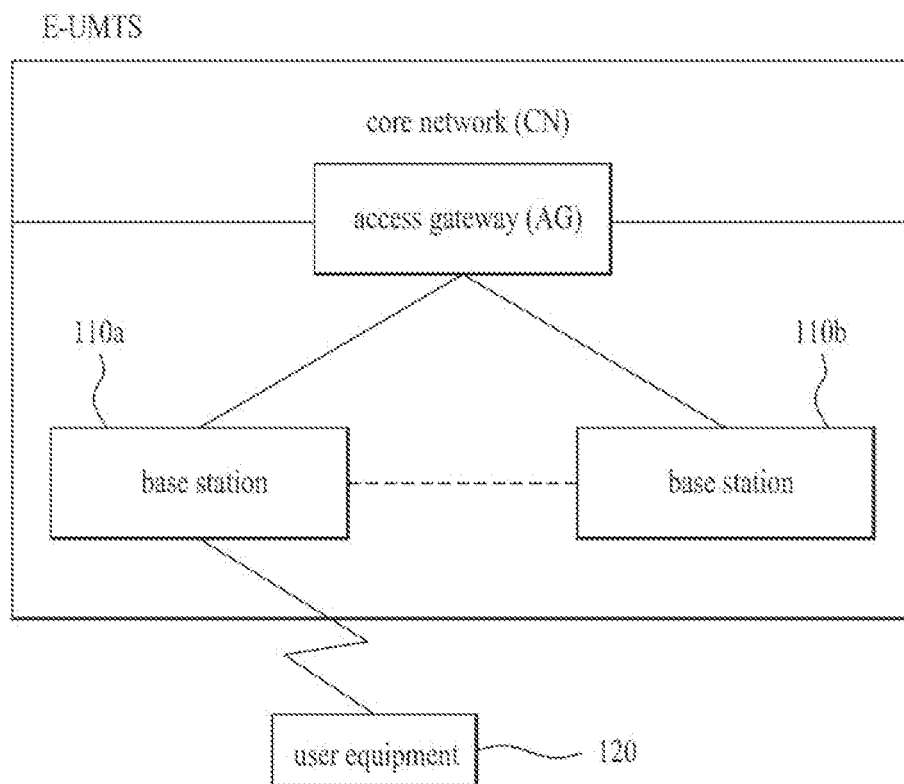 E-UMTS
core network (CN)
access gateway (AG)
110a
110b
base station
base station
user equipment
120